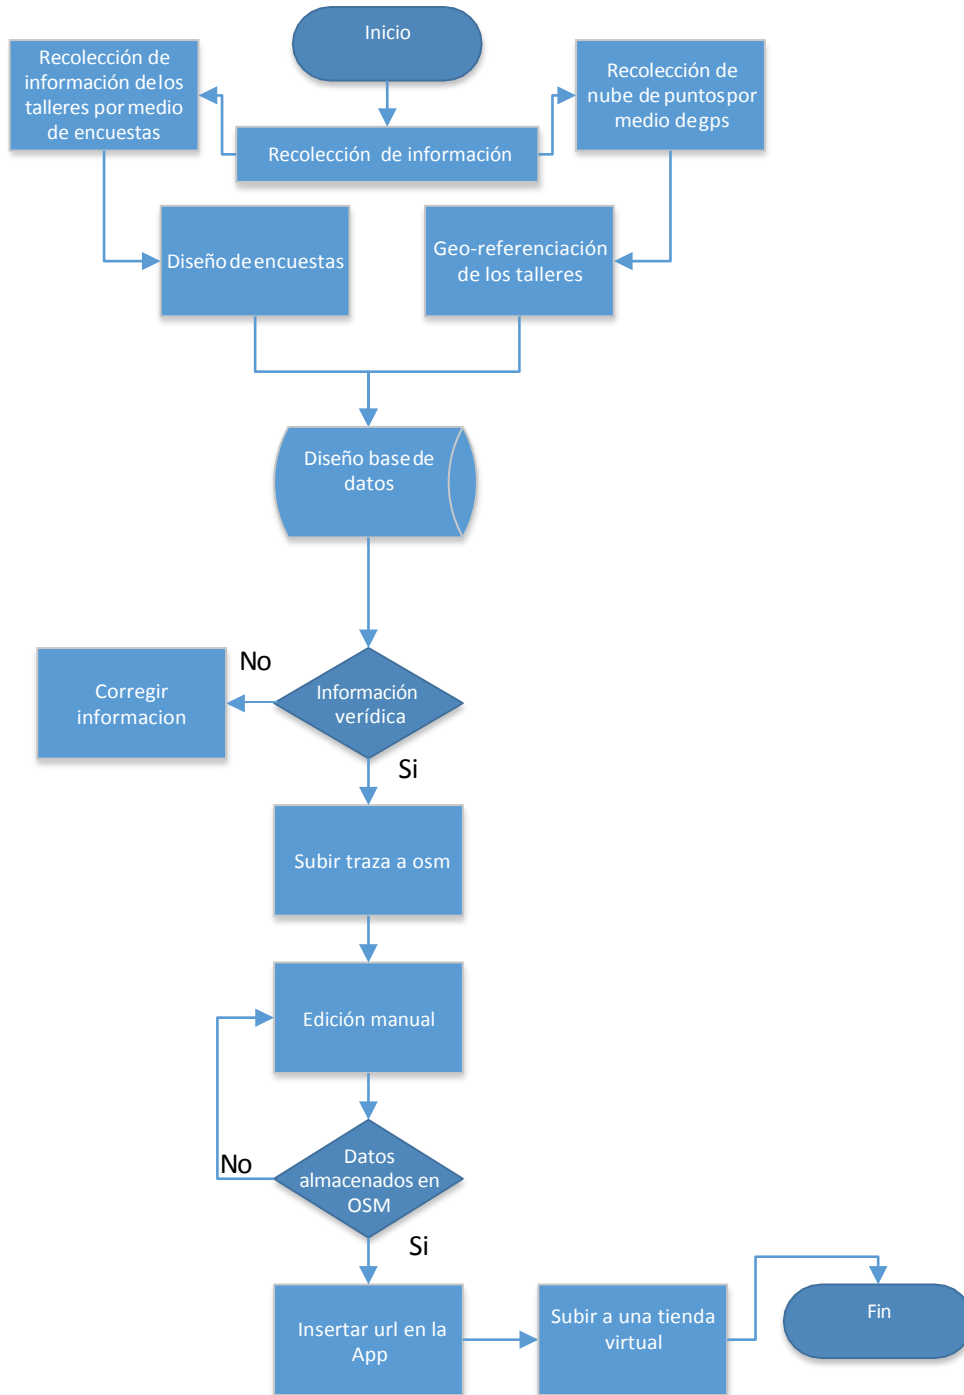 Inicio
Recolección de
información de los
talleres por medio
de encuestas
Recolección de
nube de puntos por
medio de gps
Recolección de información
Diseño de encuestas
Geo-referenciación
de los talleres
Diseño base de
datos
No
Corregir
informacion
Información
verídica
Si
Subir traza a osm
Edición manual
No
Datos
almacenados en
OSM
Si
Insertar url en la
App
Subir a una tienda
virtual
Fin